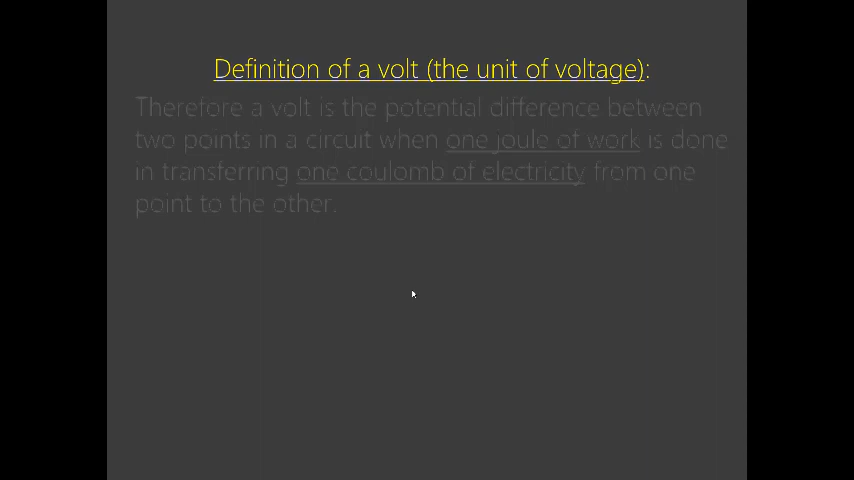 Definition of a volt (the unit of voltage):
Therefore a volt is the potential difference between
two points in a circuit when one joule of work is done
in transferring one coulomb of electricity from one
point to the other.